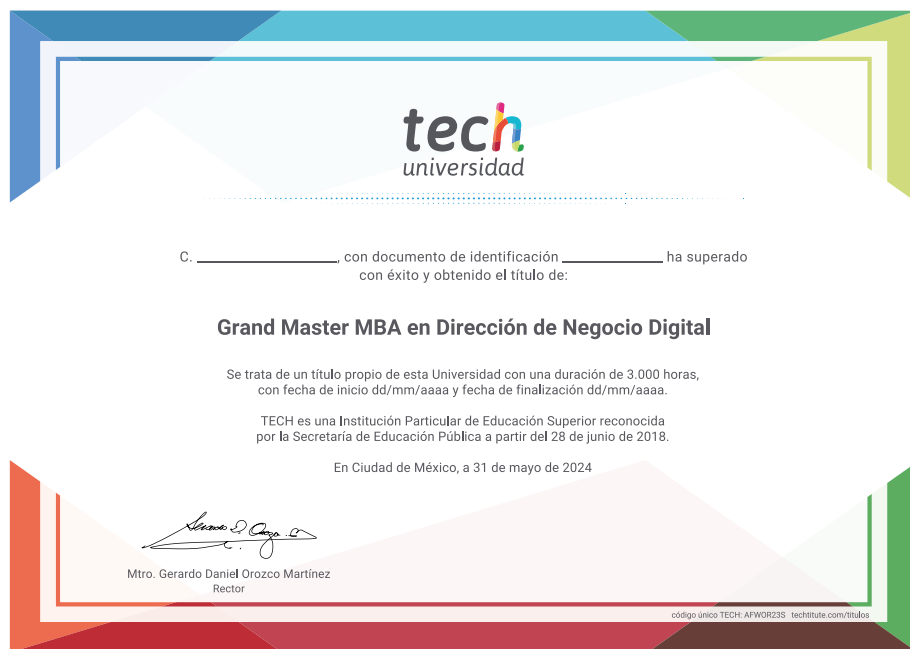 tech
universidad
C. ____________, con documento de identificación ____________ ha superado
con éxito y obtenido el título de:
Grand Master MBA en Dirección de Negocio Digital
Se trata de un título propio de esta Universidad con una duración de 3.000 horas,
con fecha de inicio dd/mm/aaaa y fecha de finalización dd/mm/aaaa.
TECH es una Institución Particular de Educación Superior reconocida
por la Secretaría de Educación Pública a partir del 28 de junio de 2018.
En Ciudad de México, a 31 de mayo de 2024
Mtro. Gerardo Daniel Orozco Martínez
Rector
código único TECH: AFWOR23S techtitute.com/titulos